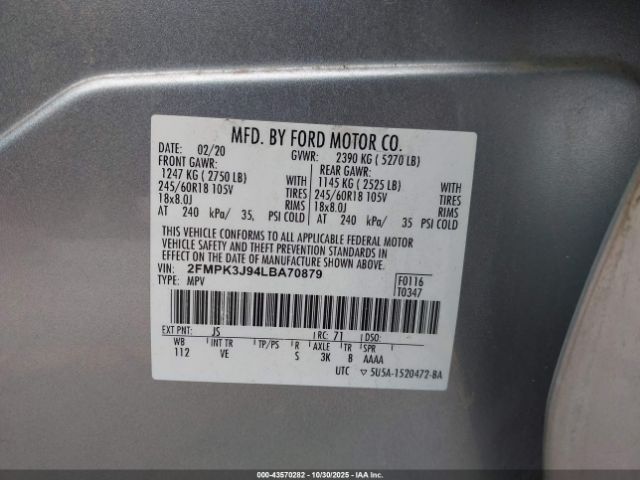 MFD. BY FORD MOTOR CO.
DATE: 02/20 GVWR: 2390 KG ( 5270 LB)
FRONT GAWR: REAR GAWR:
1247 KG ( 2750 LB) WITH 1145 KG ( 2525 LB) WITH
245/60R18 105V TIRES 245/60R18 105V TIRES
18x8.0J RIMS 18x8.0J RIMS
AT 240 kPa/ 35, PSI COLD AT 240 kPa/ 35 PSI COLD
THIS VEHICLE CONFORMS TO ALL APPLICABLE FEDERAL MOTOR
VEHICLE SAFETY AND THEFT PREVENTION STANDARDS IN
EFFECT ON THE DATE OF MANUFACTURE SHOWN ABOVE.
VIN: 2FMPK3J94LBA70879 F0116
TYPE: MPV T0347
EXT PNT: JS RC: 71 DSO:
WB INT TR TP/PS R AXLE TR SPR
112 VE S 3K 8 AAAA
UTC ▽ 5U5A-1520472-BA
000-43570282 - 10/30/2025 - IAAI.CA